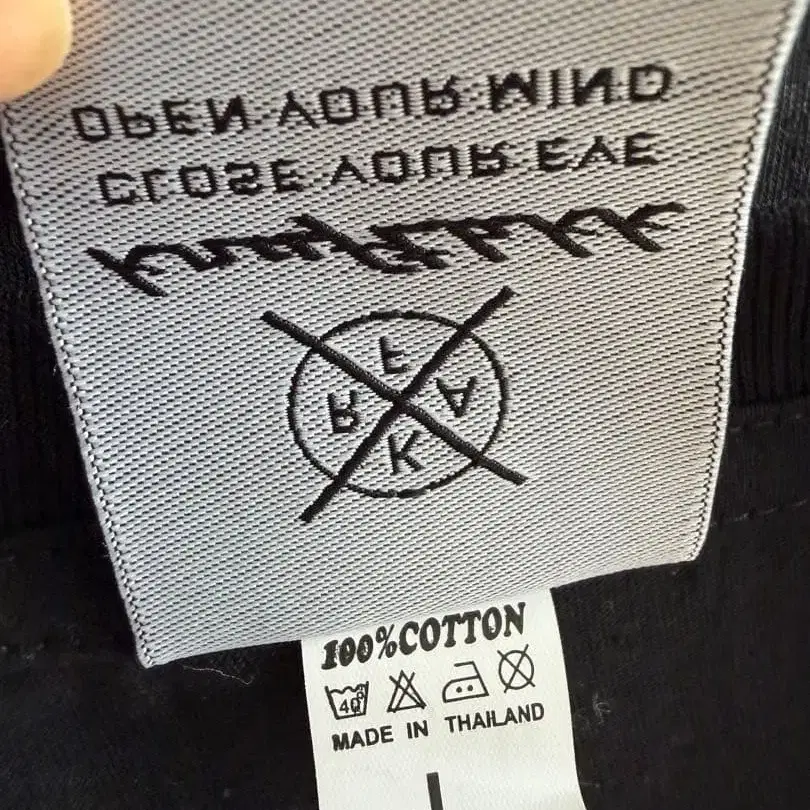 OPEN YOUR MIND
CLOSE YOUR EYE
F
R A
K
100% COTTON
40°
MADE IN THAILAND